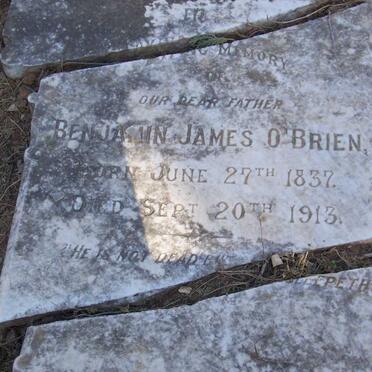 MEMORY
OF
OUR DEAR FATHER
BENJAMIN JAMES O'BRIEN,
BORN JUNE 27TH 1837.
DIED SEPT 20TH 1913.
"HE IS NOT DEAD